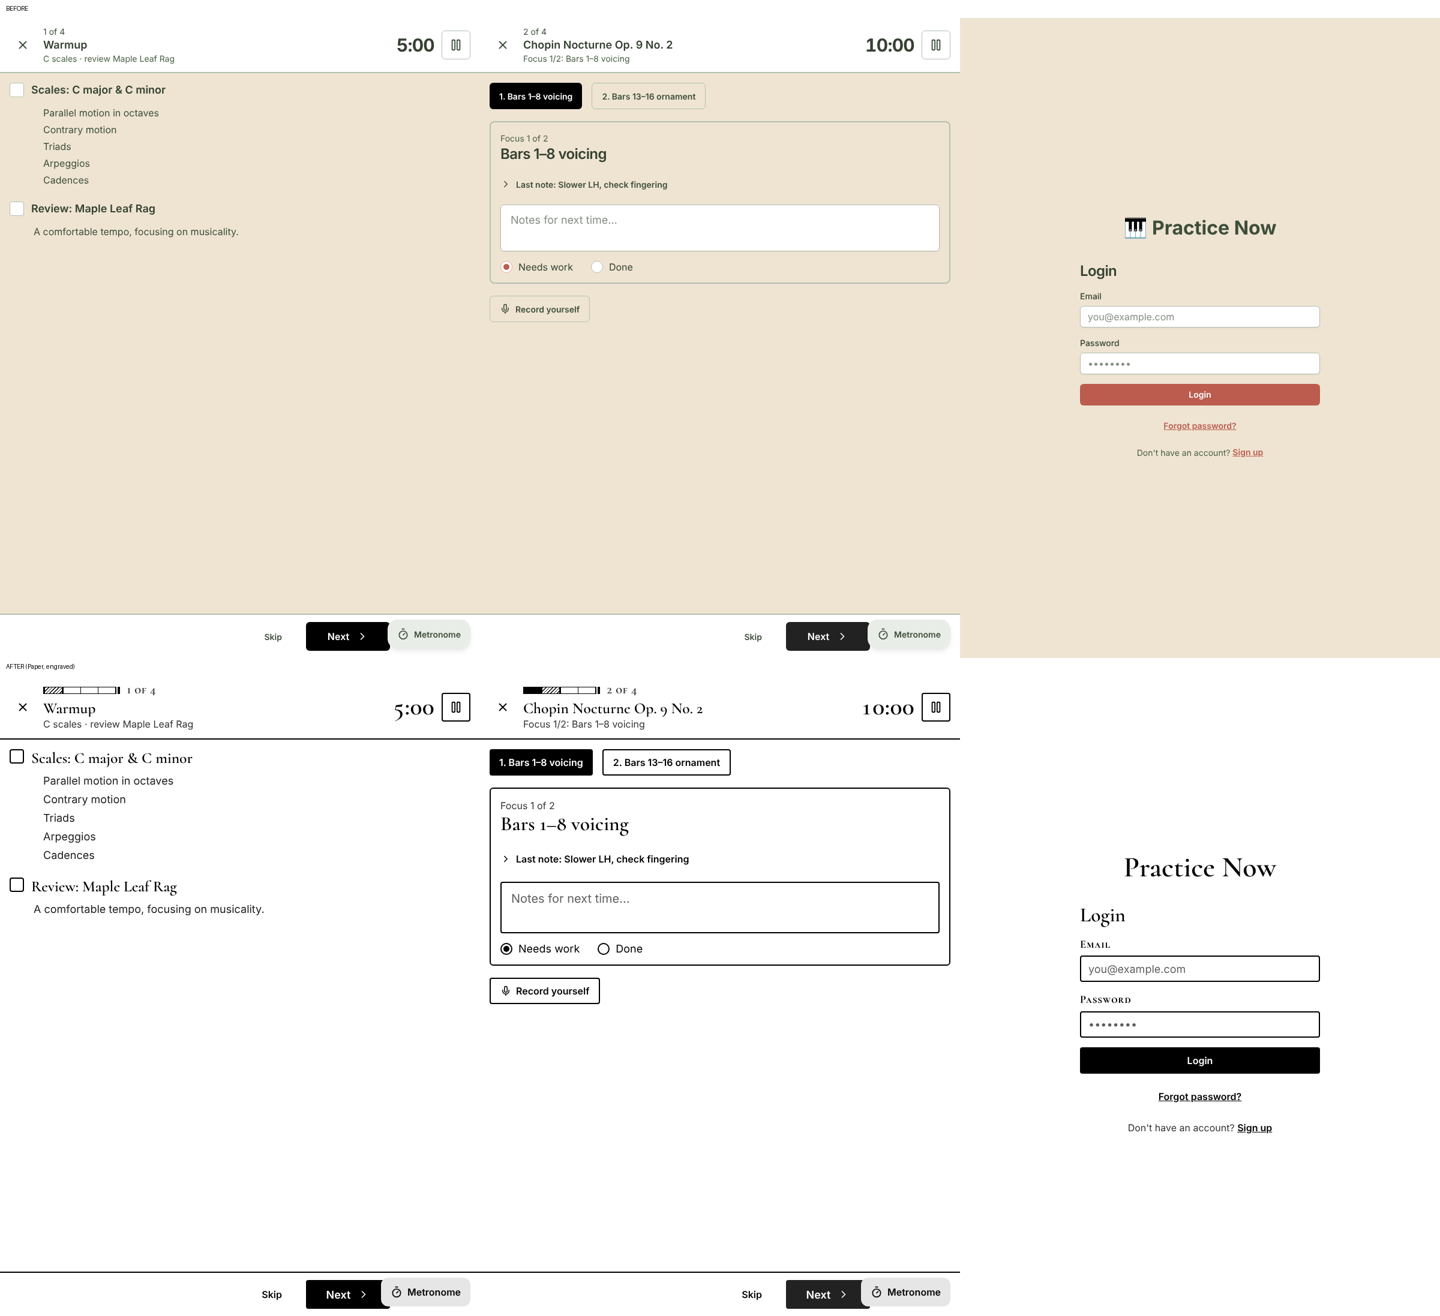 BEFORE
1 of 4
Warmup
C scales · review Maple Leaf Rag
5:00
Scales: C major & C minor
Parallel motion in octaves
Contrary motion
Triads
Arpeggios
Cadences
Review: Maple Leaf Rag
A comfortable tempo, focusing on musicality.
Skip
Next
Metronome
2 of 4
Chopin Nocturne Op. 9 No. 2
Focus 1/2: Bars 1–8 voicing
10:00
1. Bars 1–8 voicing
2. Bars 13–16 ornament
Focus 1 of 2
Bars 1–8 voicing
Last note: Slower LH, check fingering
Notes for next time...
Needs work
Done
Record yourself
Skip
Next
Metronome
Practice Now
Login
Email
you@example.com
Password
••••••••
Login
Forgot password?
Don't have an account? Sign up
AFTER (Paper, engraved)
1 OF 4
Warmup
C scales · review Maple Leaf Rag
5:00
Scales: C major & C minor
Parallel motion in octaves
Contrary motion
Triads
Arpeggios
Cadences
Review: Maple Leaf Rag
A comfortable tempo, focusing on musicality.
Skip
Next
Metronome
2 OF 4
Chopin Nocturne Op. 9 No. 2
Focus 1/2: Bars 1–8 voicing
10:00
1. Bars 1–8 voicing
2. Bars 13–16 ornament
Focus 1 of 2
Bars 1–8 voicing
Last note: Slower LH, check fingering
Notes for next time...
Needs work
Done
Record yourself
Skip
Next
Metronome
Practice Now
Login
Email
you@example.com
Password
••••••••
Login
Forgot password?
Don't have an account? Sign up